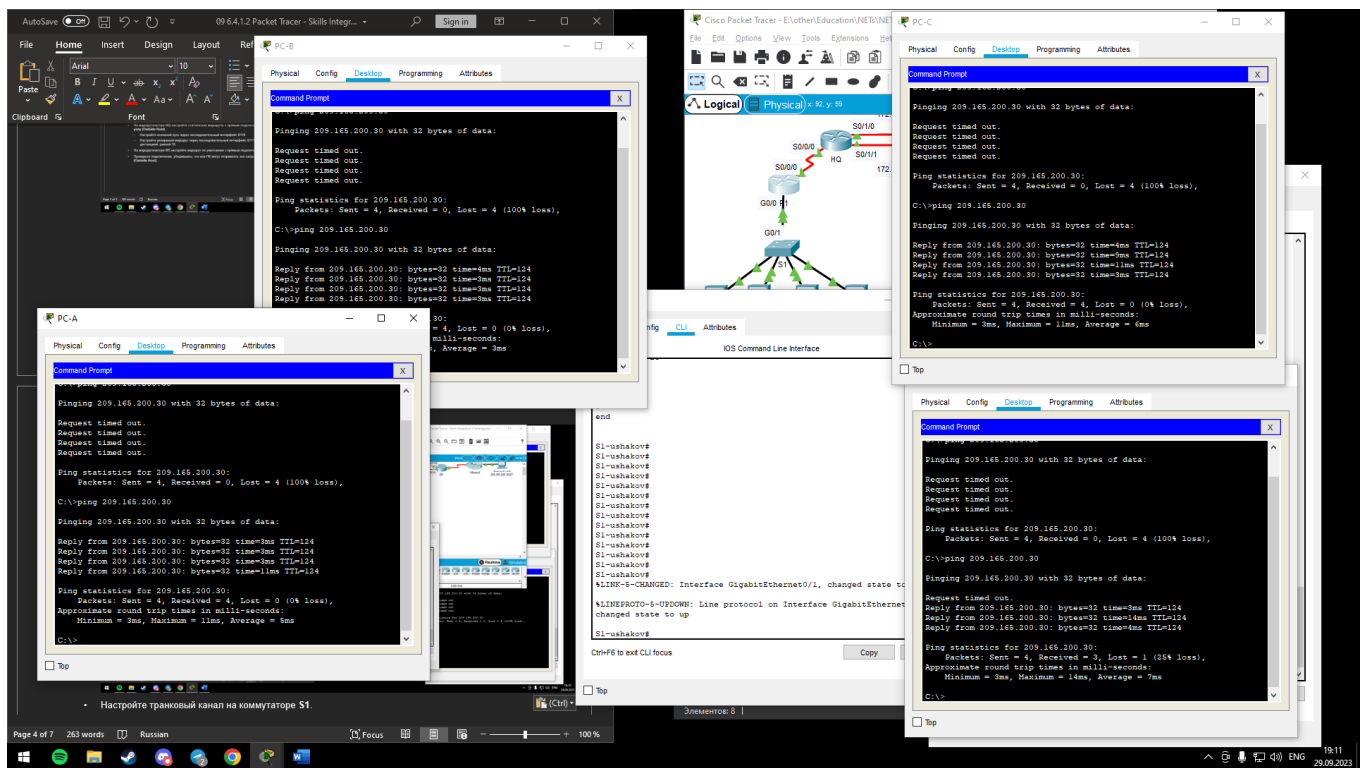 AutoSave Off
09 6.4.1.2 Packet Tracer - Skills Integr...
Sign in
File Home Insert Design Layout Ref
Paste
Arial
10
Clipboard
Font
PC-B
Physical Config Desktop Programming Attributes
Command Prompt
X
Pinging 209.165.200.30 with 32 bytes of data:
Request timed out.
Request timed out.
Request timed out.
Request timed out.
Ping statistics for 209.165.200.30:
Packets: Sent = 4, Received = 0, Lost = 4 (100% loss),
C:\>ping 209.165.200.30
Pinging 209.165.200.30 with 32 bytes of data:
Reply from 209.165.200.30: bytes=32 time=4ms TTL=124
Reply from 209.165.200.30: bytes=32 time=3ms TTL=124
Reply from 209.165.200.30: bytes=32 time=3ms TTL=124
Reply from 209.165.200.30: bytes=32 time=3ms TTL=124
30:
= 4, Lost = 0 (0% loss),
milli-seconds:
, Average = 3ms
PC-A
Physical Config Desktop Programming Attributes
Command Prompt
X
Pinging 209.165.200.30 with 32 bytes of data:
Request timed out.
Request timed out.
Request timed out.
Request timed out.
Ping statistics for 209.165.200.30:
Packets: Sent = 4, Received = 0, Lost = 4 (100% loss),
C:\>ping 209.165.200.30
Pinging 209.165.200.30 with 32 bytes of data:
Reply from 209.165.200.30: bytes=32 time=3ms TTL=124
Reply from 209.165.200.30: bytes=32 time=3ms TTL=124
Reply from 209.165.200.30: bytes=32 time=3ms TTL=124
Reply from 209.165.200.30: bytes=32 time=11ms TTL=124
Ping statistics for 209.165.200.30:
Packets: Sent = 4, Received = 4, Lost = 0 (0% loss),
Approximate round trip times in milli-seconds:
Minimum = 3ms, Maximum = 11ms, Average = 5ms
C:\>
Top
Cisco Packet Tracer - E:\other\Education\NETs\NET
File Edit Options View Tools Extensions Hel
Logical Physical x: 92, y: 59
S0/1/0
S0/0/0
HQ
S0/1/1
172.
S0/0/0
G0/0 R1
G0/1
S1
nfig CLI Attributes
IOS Command Line Interface
end
S1-ushakov#
S1-ushakov#
S1-ushakov#
S1-ushakov#
S1-ushakov#
S1-ushakov#
S1-ushakov#
S1-ushakov#
S1-ushakov#
S1-ushakov#
S1-ushakov#
S1-ushakov#
S1-ushakov#
S1-ushakov#
%LINK-5-CHANGED: Interface GigabitEthernet0/1, changed state to
%LINEPROTO-5-UPDOWN: Line protocol on Interface GigabitEthernet
changed state to up
S1-ushakov#
Ctrl+F6 to exit CLI focus
Copy
Top
Элементов: 8
PC-C
Physical Config Desktop Programming Attributes
Command Prompt
X
Pinging 209.165.200.30 with 32 bytes of data:
Request timed out.
Request timed out.
Request timed out.
Request timed out.
Ping statistics for 209.165.200.30:
Packets: Sent = 4, Received = 0, Lost = 4 (100% loss),
C:\>ping 209.165.200.30
Pinging 209.165.200.30 with 32 bytes of data:
Reply from 209.165.200.30: bytes=32 time=4ms TTL=124
Reply from 209.165.200.30: bytes=32 time=9ms TTL=124
Reply from 209.165.200.30: bytes=32 time=11ms TTL=124
Reply from 209.165.200.30: bytes=32 time=3ms TTL=124
Ping statistics for 209.165.200.30:
Packets: Sent = 4, Received = 4, Lost = 0 (0% loss),
Approximate round trip times in milli-seconds:
Minimum = 3ms, Maximum = 11ms, Average = 6ms
C:\>
Top
Physical Config Desktop Programming Attributes
Command Prompt
X
Pinging 209.165.200.30 with 32 bytes of data:
Request timed out.
Request timed out.
Request timed out.
Request timed out.
Ping statistics for 209.165.200.30:
Packets: Sent = 4, Received = 0, Lost = 4 (100% loss),
C:\>ping 209.165.200.30
Pinging 209.165.200.30 with 32 bytes of data:
Request timed out.
Reply from 209.165.200.30: bytes=32 time=3ms TTL=124
Reply from 209.165.200.30: bytes=32 time=14ms TTL=124
Reply from 209.165.200.30: bytes=32 time=4ms TTL=124
Ping statistics for 209.165.200.30:
Packets: Sent = 4, Received = 3, Lost = 1 (25% loss),
Approximate round trip times in milli-seconds:
Minimum = 3ms, Maximum = 14ms, Average = 7ms
C:\>
Top
• Настройте транковый канал на коммутаторе S1.
(Ctrl)
Page 4 of 7 263 words Russian
Focus
100 %
ENG
19:11
29.09.2023